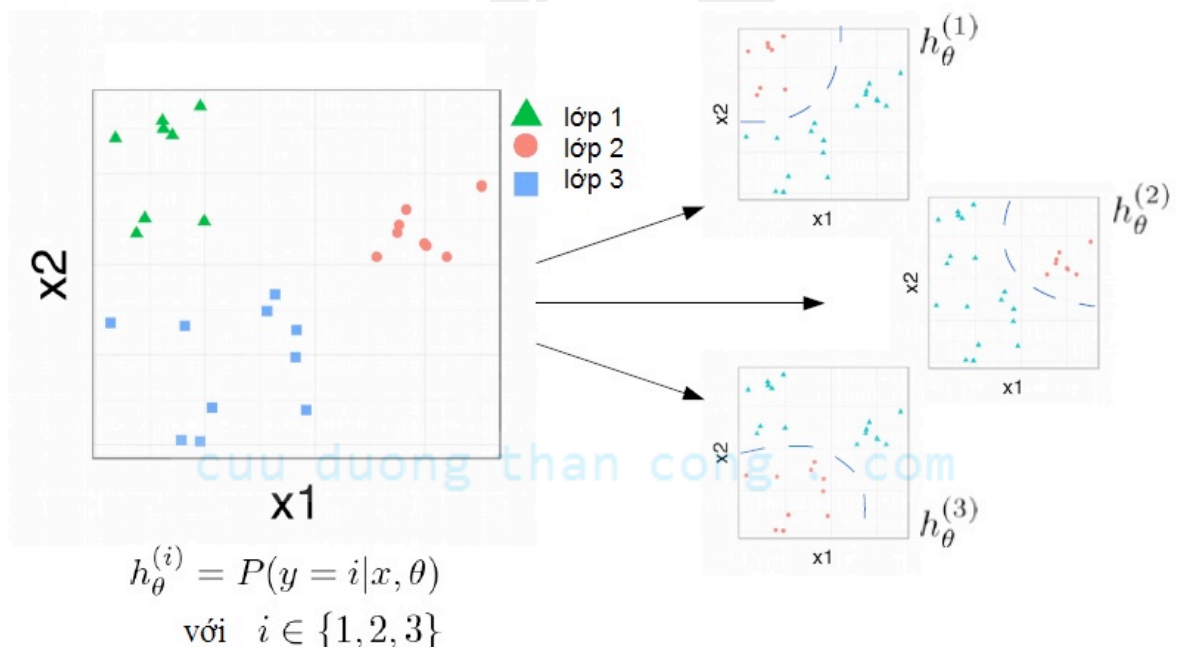 x2
x1
lớp 1
lớp 2
lớp 3
x2
x1
h_θ^(1)
x2
x1
h_θ^(2)
x2
x1
h_θ^(3)
cuu duong than cong . com
h_θ^(i) = P(y = i|x, θ)
với i ∈ {1, 2, 3}